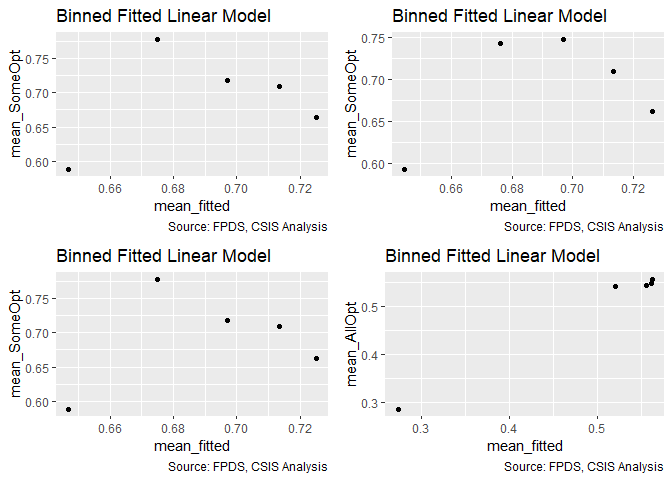 Binned Fitted Linear Model
mean_SomeOpt
0.75
0.70
0.65
0.60
0.66 0.68 0.70 0.72
mean_fitted
Source: FPDS, CSIS Analysis
Binned Fitted Linear Model
mean_SomeOpt
0.75
0.70
0.65
0.60
0.66 0.68 0.70 0.72
mean_fitted
Source: FPDS, CSIS Analysis
Binned Fitted Linear Model
mean_SomeOpt
0.75
0.70
0.65
0.60
0.66 0.68 0.70 0.72
mean_fitted
Source: FPDS, CSIS Analysis
Binned Fitted Linear Model
mean_AllOpt
0.5
0.4
0.3
0.3 0.4 0.5
mean_fitted
Source: FPDS, CSIS Analysis